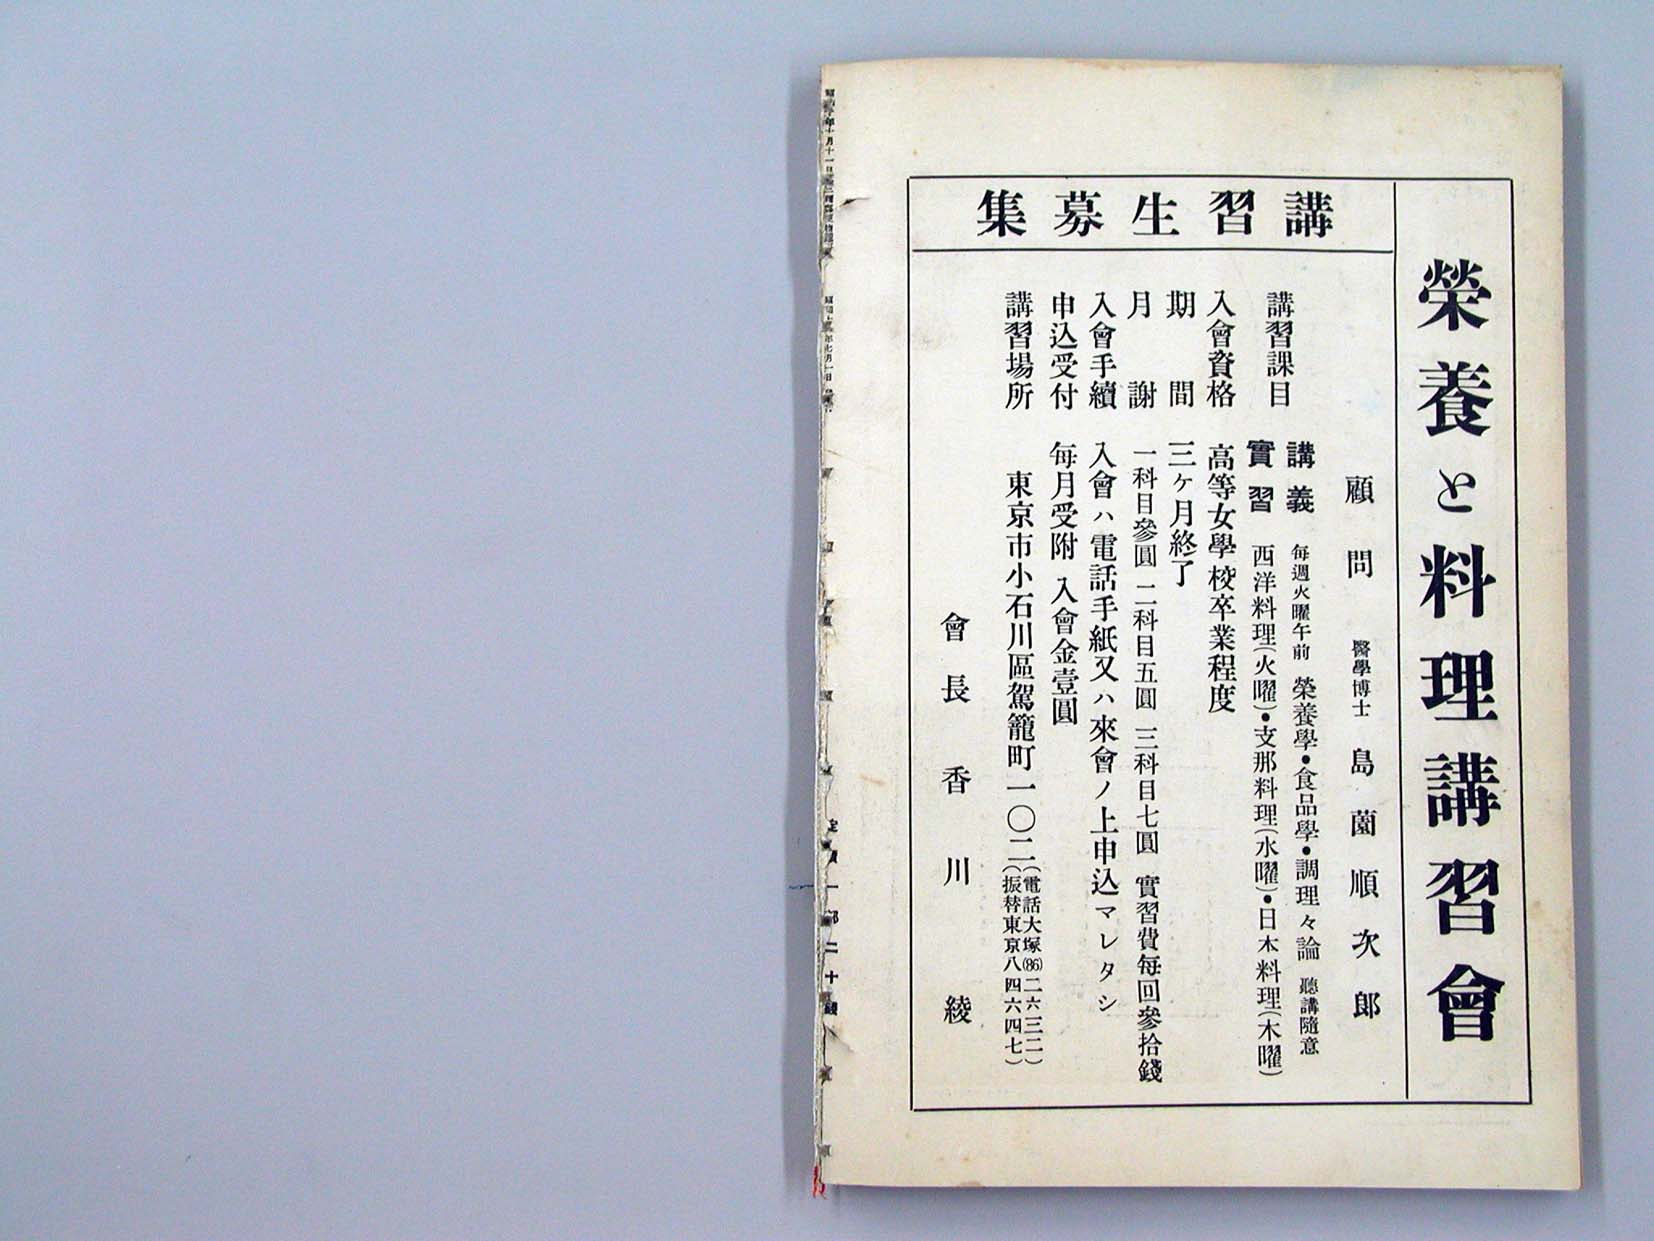 榮養と料理講習會
講習生募集
顧問 醫學博士 島薗順次郎
講習課目 講義 每週火曜午前 榮養學・食品學・調理々論 聽講隨意
實習 西洋料理(火曜)・支那料理(水曜)・日本料理(木曜)
入會資格 高等女學校卒業程度
期間 三ケ月終了
月謝 一科目參圓 二科目五圓 三科目七圓 實習費每回參拾錢
入會手續 入會ハ電話手紙又ハ來會ノ上申込マレタシ
申込受付 每月受附 入會金壹圓
講習場所 東京市小石川區駕籠町一〇二(電話大塚(86)二六三二)
(振替東京八四六四七)
會長 香川綾
定價一部二十錢